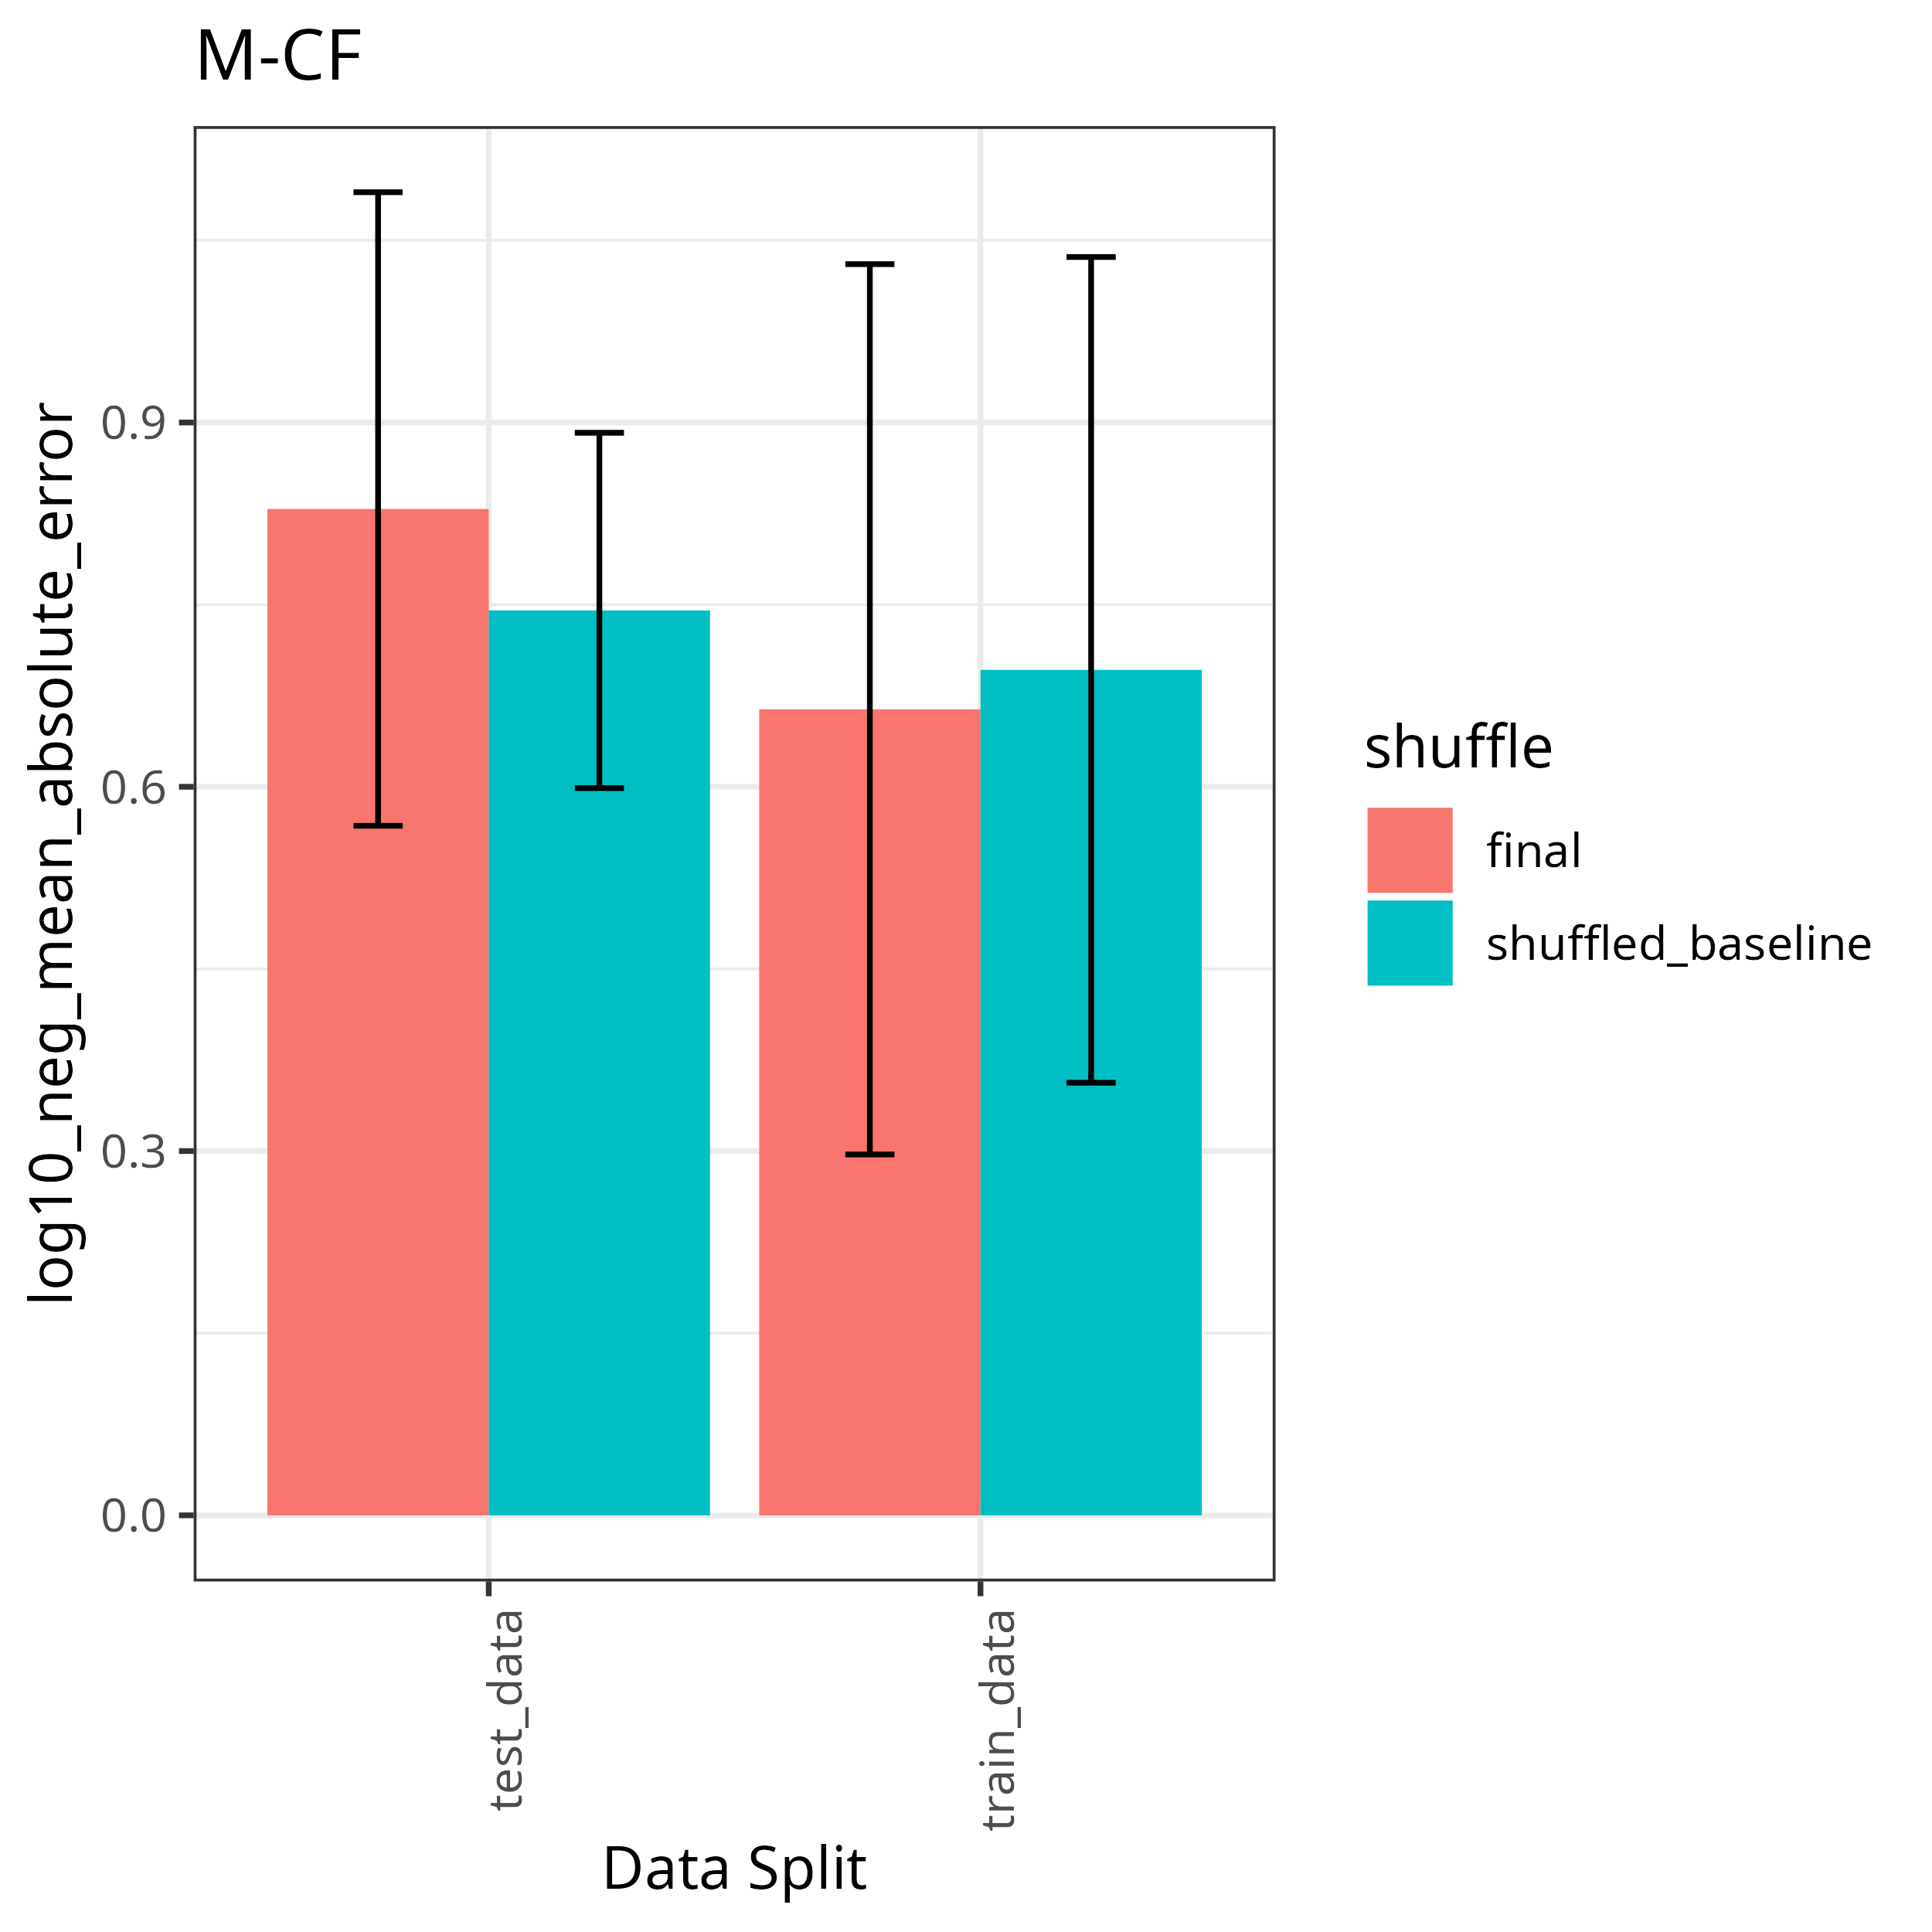 M-CF
log10_neg_mean_absolute_error
0.9
0.6
0.3
0.0
test_data
train_data
Data Split
shuffle
final
shuffled_baseline